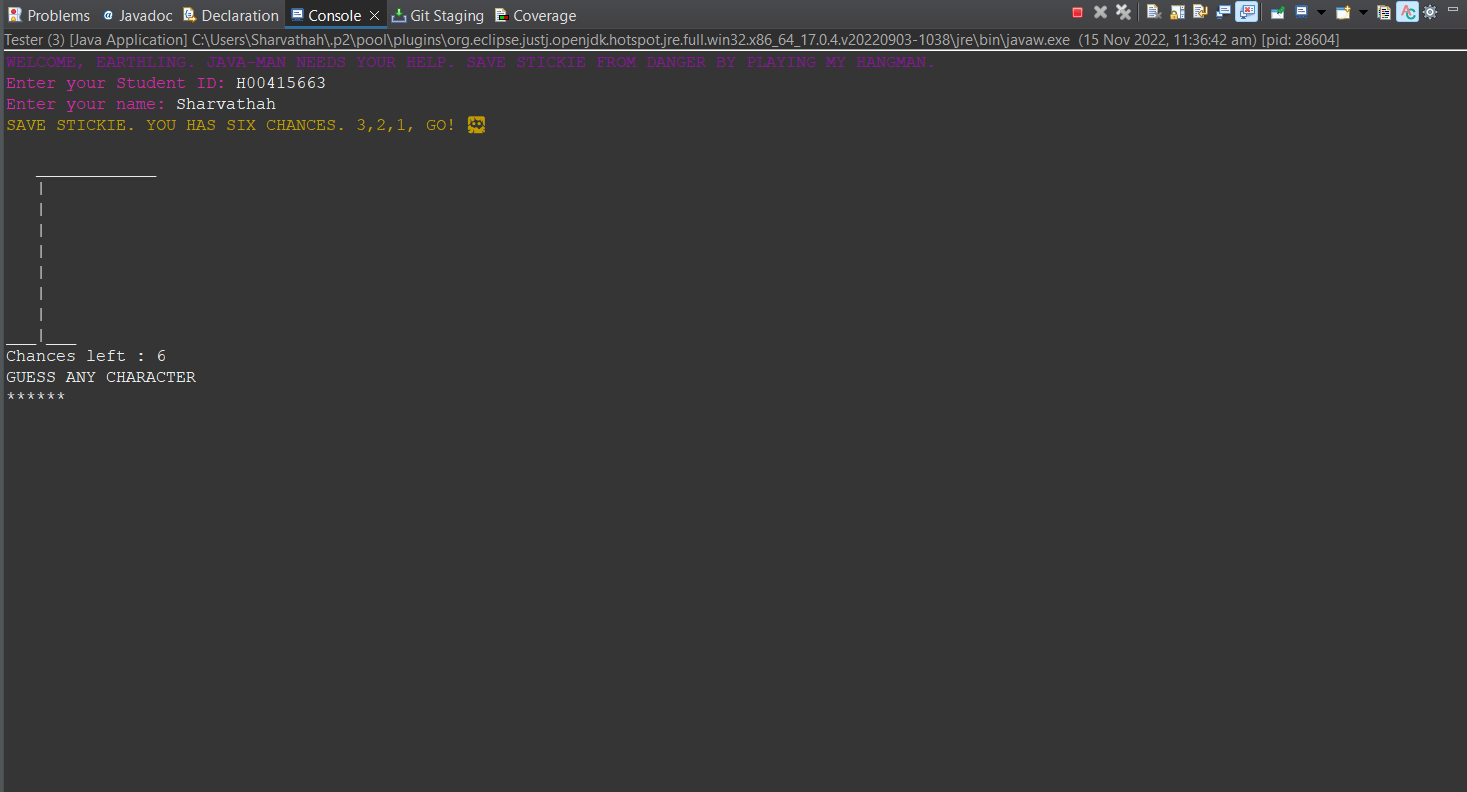 Problems Javadoc Declaration Console Git Staging Coverage
Tester (3) [Java Application] C:\Users\Sharvathah\.p2\pool\plugins\org.eclipse.justj.openjdk.hotspot.jre.full.win32.x86_64_17.0.4.v20220903-1038\jre\bin\javaw.exe (15 Nov 2022, 11:36:42 am) [pid: 28604]
WELCOME, EARTHLING. JAVA-MAN NEEDS YOUR HELP. SAVE STICKIE FROM DANGER BY PLAYING MY HANGMAN.
Enter your Student ID: H00415663
Enter your name: Sharvathah
SAVE STICKIE. YOU HAS SIX CHANCES. 3,2,1, GO!
____________
|
|
|
|
|
|
|
___|___
Chances left : 6
GUESS ANY CHARACTER
******